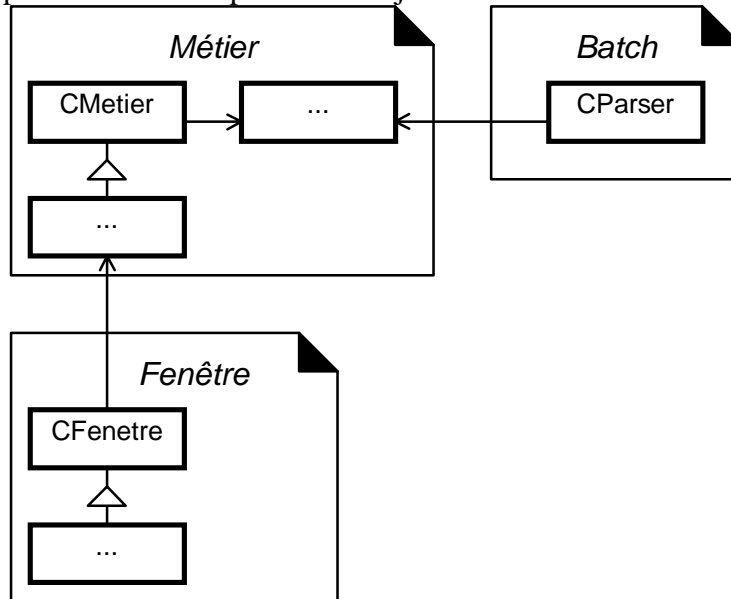 Métier
Batch
CMetier
...
CParser
...
Fenêtre
CFenetre
...